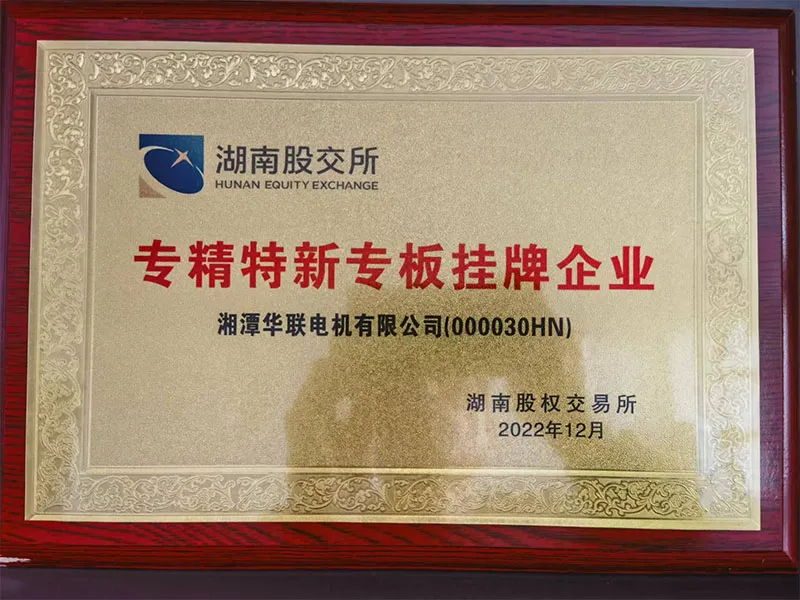 湖南股交所
HUNAN EQUITY EXCHANGE
专精特新专板挂牌企业
湘潭华联电机有限公司(000030HN)
湖南股权交易所
2022年12月